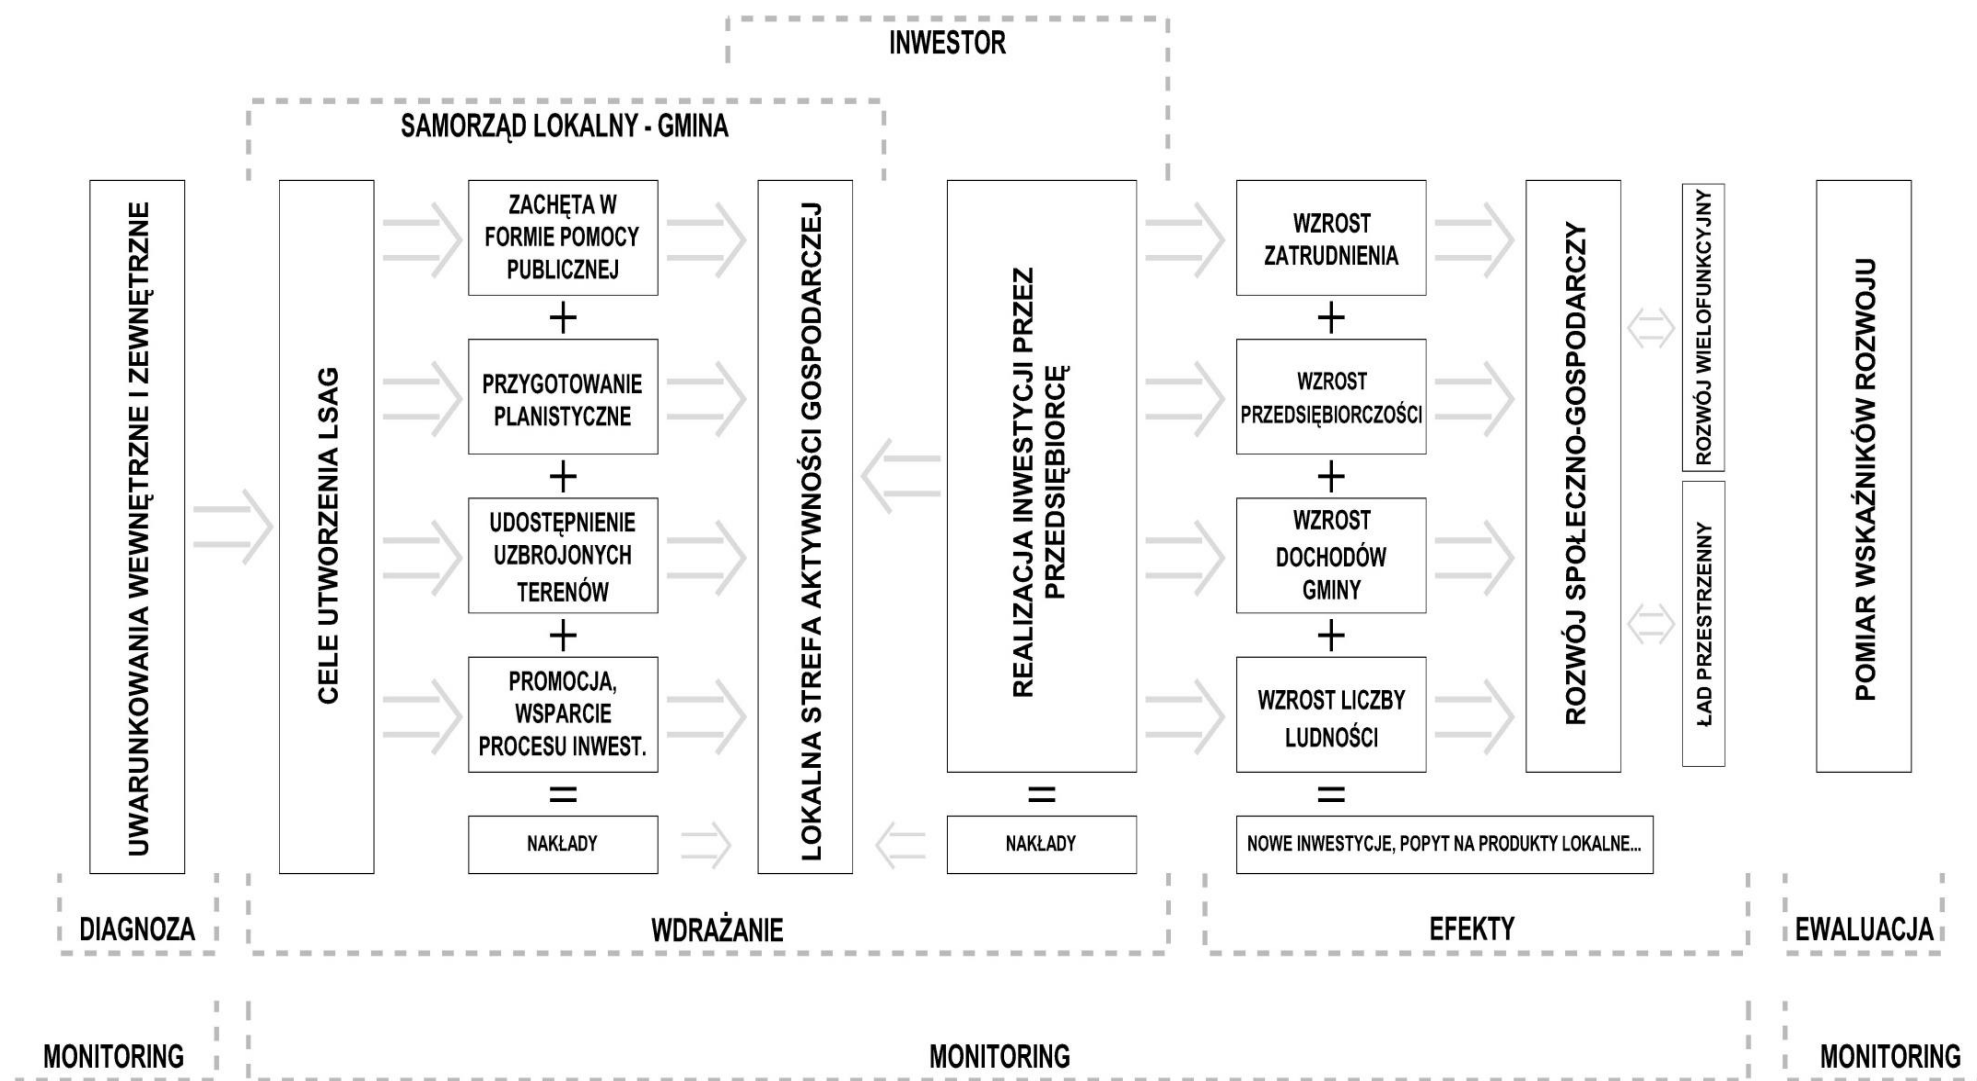 INWESTOR
SAMORZĄD LOKALNY - GMINA
UWARUNKOWANIA WEWNĘTRZNE I ZEWNĘTRZNE
CELE UTWORZENIA LSAG
ZACHĘTA W
FORMIE POMOCY
PUBLICZNEJ
+
PRZYGOTOWANIE
PLANISTYCZNE
+
UDOSTĘPNIENIE
UZBROJONYCH
TERENÓW
+
PROMOCJA,
WSPARCIE
PROCESU INWEST.
=
NAKŁADY
LOKALNA STREFA AKTYWNOŚCI GOSPODARCZEJ
REALIZACJA INWESTYCJI PRZEZ
PRZEDSIĘBIORCĘ
=
NAKŁADY
WZROST
ZATRUDNIENIA
+
WZROST
PRZEDSIĘBIORCZOŚCI
+
WZROST
DOCHODÓW
GMINY
+
WZROST LICZBY
LUDNOŚCI
=
NOWE INWESTYCJE, POPYT NA PRODUKTY LOKALNE...
ROZWÓJ SPOŁECZNO-GOSPODARCZY
ROZWÓJ WIELOFUNKCYJNY
ŁAD PRZESTRZENNY
POMIAR WSKAŹNIKÓW ROZWOJU
DIAGNOZA
WDRAŻANIE
EFEKTY
EWALUACJA
MONITORING
MONITORING
MONITORING